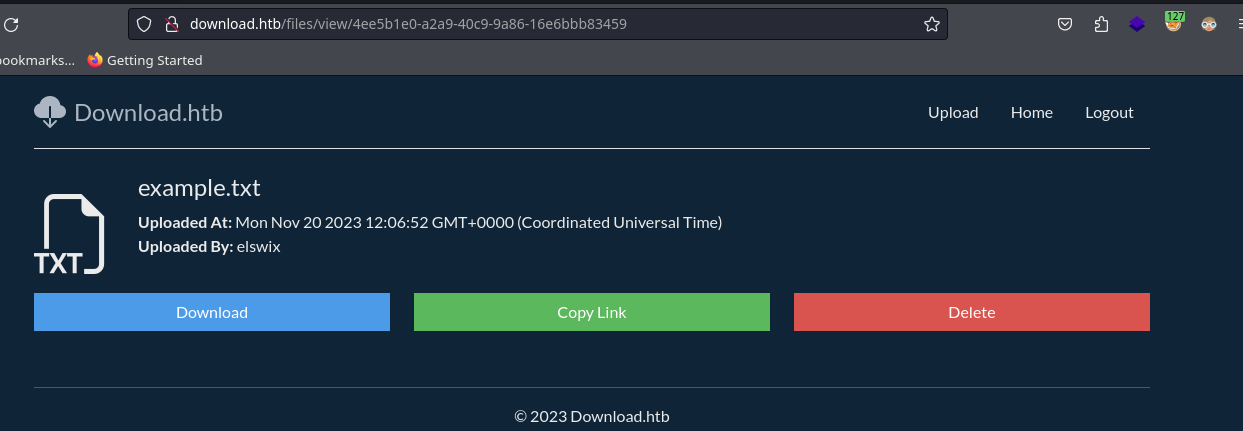 download.htb/files/view/4ee5b1e0-a2a9-40c9-9a86-16e6bbb83459
127
ookmarks... Getting Started
Download.htb Upload Home Logout
example.txt
Uploaded At: Mon Nov 20 2023 12:06:52 GMT+0000 (Coordinated Universal Time)
Uploaded By: elswix
TXT
Download Copy Link Delete
© 2023 Download.htb